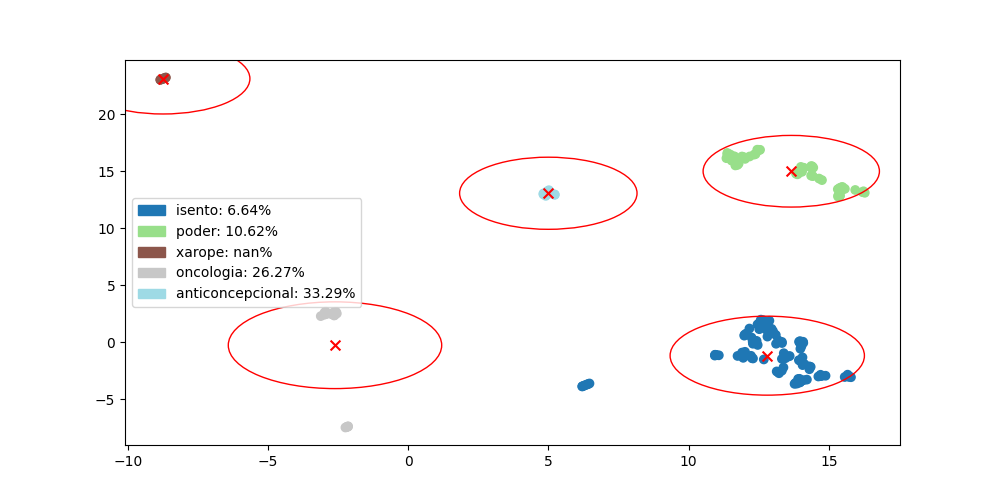 20
15
10
5
0
−5
isento: 6.64%
poder: 10.62%
xarope: nan%
oncologia: 26.27%
anticoncepcional: 33.29%
−10 −5 0 5 10 15